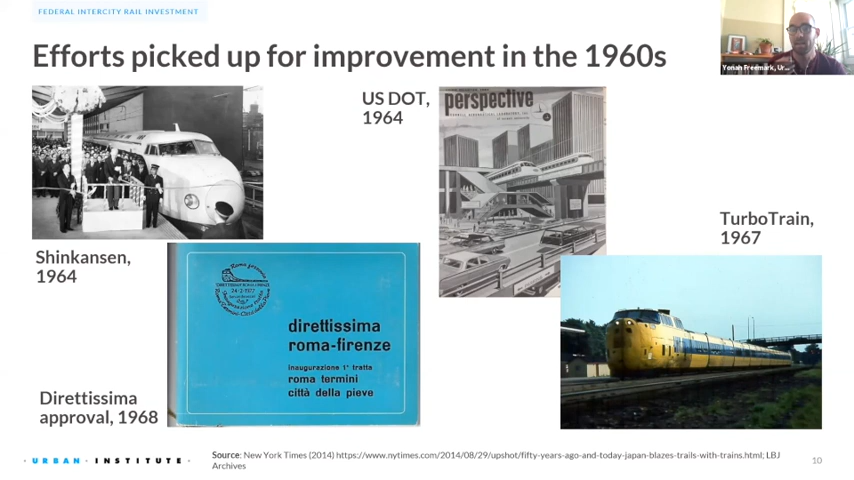 FEDERAL INTERCITY RAIL INVESTMENT
Efforts picked up for improvement in the 1960s
Yonah Freemark, Ur...
US DOT,
1964
perspective
Shinkansen,
1964
TurboTrain,
1967
direttissima
roma-firenze
inaugurazione 1° tratta
roma termini
città della pieve
Direttissima
approval, 1968
URBAN INSTITUTE
Source: New York Times (2014) https://www.nytimes.com/2014/08/29/upshot/fifty-years-ago-and-today-japan-blazes-trails-with-trains.html; LBJ
Archives
10